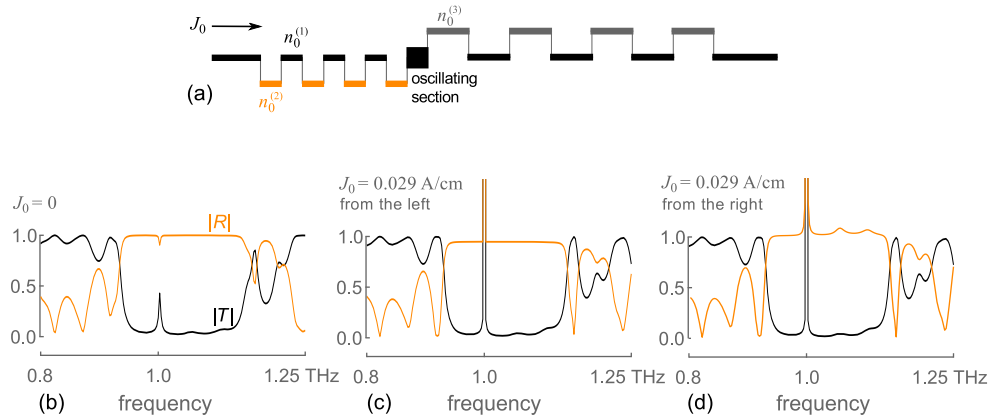 J₀
n₀⁽¹⁾
n₀⁽³⁾
oscillating
section
n₀⁽²⁾
(a)
J₀ = 0
|R|
1.0
0.5
|T|
0.0
0.8 1.0 1.25 THz
(b) frequency
J₀ = 0.029 A/cm
from the left
1.0
0.5
0.0
0.8 1.0 1.25 THz
(c) frequency
J₀ = 0.029 A/cm
from the right
1.0
0.5
0.0
0.8 1.0 1.25 THz
(d) frequency